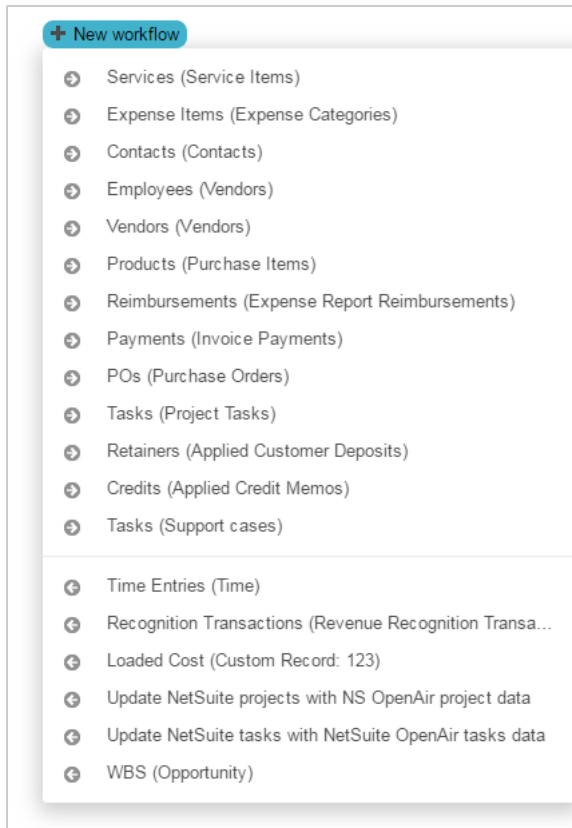 New workflow
Services (Service Items)
Expense Items (Expense Categories)
Contacts (Contacts)
Employees (Vendors)
Vendors (Vendors)
Products (Purchase Items)
Reimbursements (Expense Report Reimbursements)
Payments (Invoice Payments)
POs (Purchase Orders)
Tasks (Project Tasks)
Retainers (Applied Customer Deposits)
Credits (Applied Credit Memos)
Tasks (Support cases)
Time Entries (Time)
Recognition Transactions (Revenue Recognition Transa...
Loaded Cost (Custom Record: 123)
Update NetSuite projects with NS OpenAir project data
Update NetSuite tasks with NetSuite OpenAir tasks data
WBS (Opportunity)